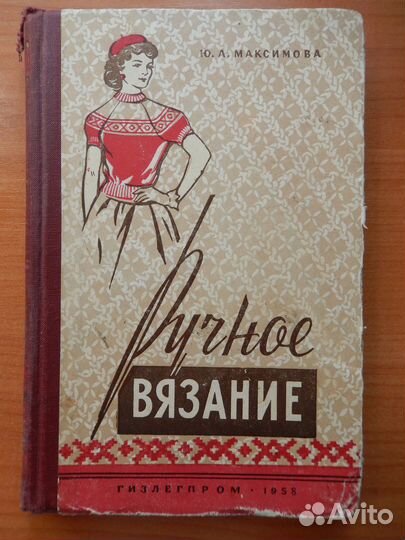 Ю. А. МАКСИМОВА
Ручное
ВЯЗАНИЕ
ГИЗЛЕГПРОМ · 1958
Avito